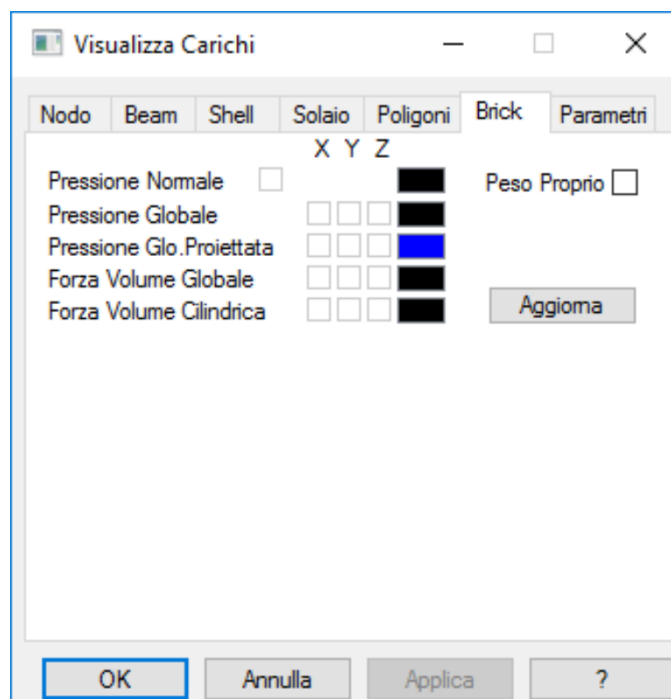 Visualizza Carichi
Nodo Beam Shell Solaio Poligoni Brick Parametri
X Y Z
Pressione Normale Peso Proprio
Pressione Globale
Pressione Glo.Proiettata
Forza Volume Globale
Forza Volume Cilindrica
Aggiorna
OK Annulla Applica ?